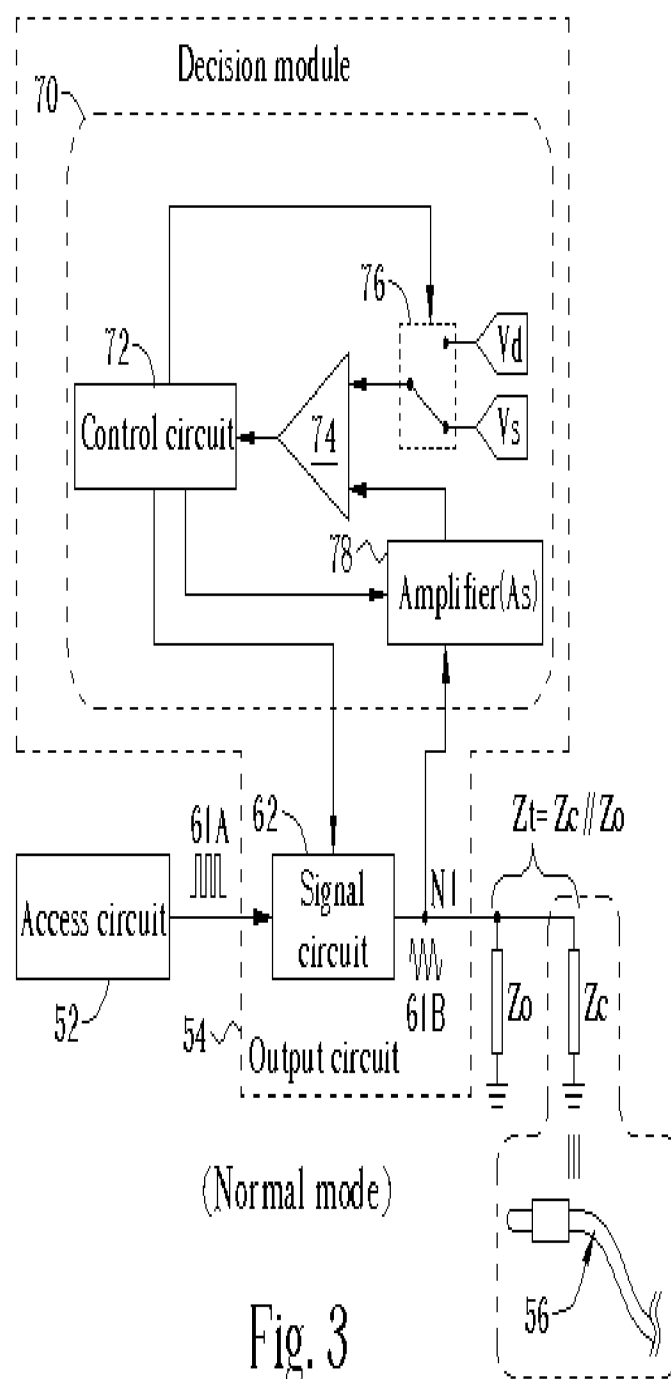 Decision module
70
76
Vd
72
Control circuit
74
Vs
78
Amplifier(As)
61A
62
Zt=Zc//Zo
Access circuit
Signal circuit
N1
52
61B
Zo
Zc
54
Output circuit
(Normal mode)
56
Fig. 3